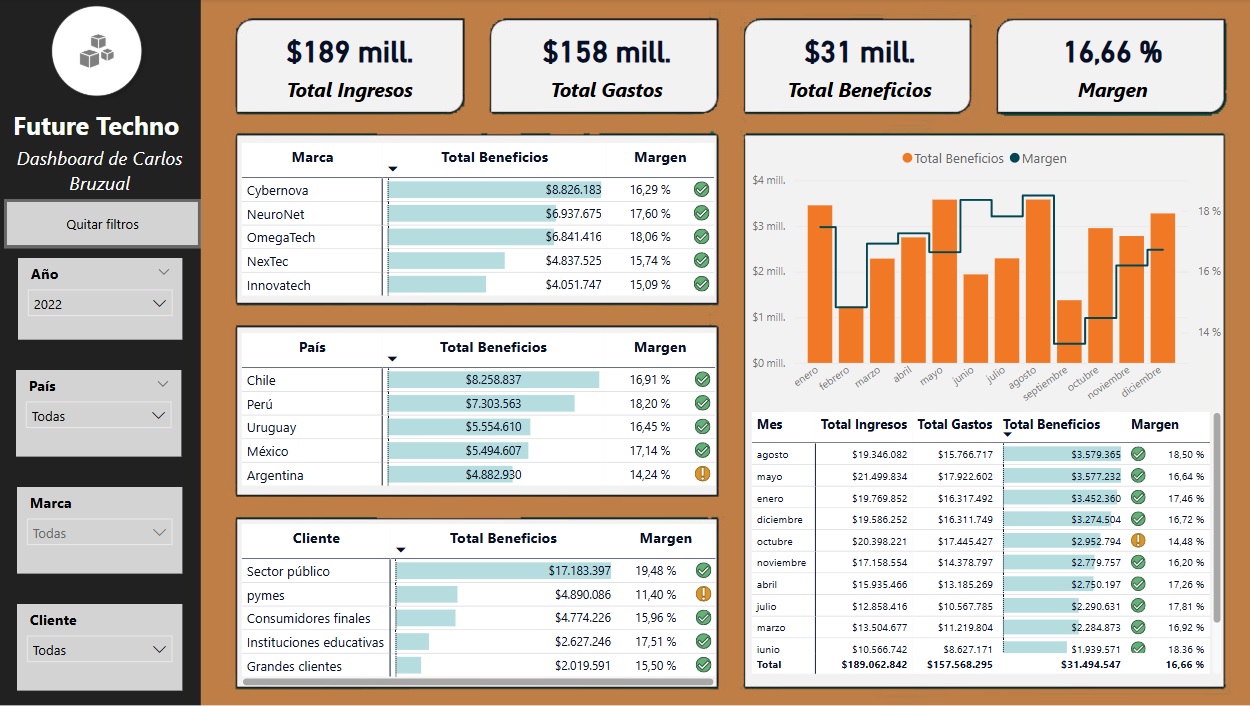 Future Techno
Dashboard de Carlos
Bruzual
Quitar filtros
Año
2022
País
Todas
Marca
Todas
Cliente
Todas
$189 mill.
Total Ingresos
$158 mill.
Total Gastos
$31 mill.
Total Beneficios
16,66 %
Margen
Marca Total Beneficios Margen
Cybernova $8.826.183 16,29 %
NeuroNet $6.937.675 17,60 %
OmegaTech $6.841.416 18,06 %
NexTec $4.837.525 15,74 %
Innovatech $4.051.747 15,09 %
País Total Beneficios Margen
Chile $8.258.837 16,91 %
Perú $7.303.563 18,20 %
Uruguay $5.554.610 16,45 %
México $5.494.607 17,14 %
Argentina $4.882.930 14,24 %
Cliente Total Beneficios Margen
Sector público $17.183.397 19,48 %
pymes $4.890.086 11,40 %
Consumidores finales $4.774.226 15,96 %
Instituciones educativas $2.627.246 17,51 %
Grandes clientes $2.019.591 15,50 %
Total Beneficios Margen
$4 mill.
$3 mill. 18 %
$2 mill. 16 %
$1 mill. 14 %
$0 mill.
enero febrero marzo abril mayo junio julio agosto septiembre octubre noviembre diciembre
Mes Total Ingresos Total Gastos Total Beneficios Margen
agosto $19.346.082 $15.766.717 $3.579.365 18,50 %
mayo $21.499.834 $17.922.602 $3.577.232 16,64 %
enero $19.769.852 $16.317.492 $3.452.360 17,46 %
diciembre $19.586.252 $16.311.749 $3.274.504 16,72 %
octubre $20.398.221 $17.445.427 $2.952.794 14,48 %
noviembre $17.158.554 $14.378.797 $2.779.757 16,20 %
abril $15.935.466 $13.185.269 $2.750.197 17,26 %
julio $12.858.416 $10.567.785 $2.290.631 17,81 %
marzo $13.504.677 $11.219.804 $2.284.873 16,92 %
junio $10.566.742 $8.627.171 $1.939.571 18,36 %
Total $189.062.842 $157.568.295 $31.494.547 16,66 %